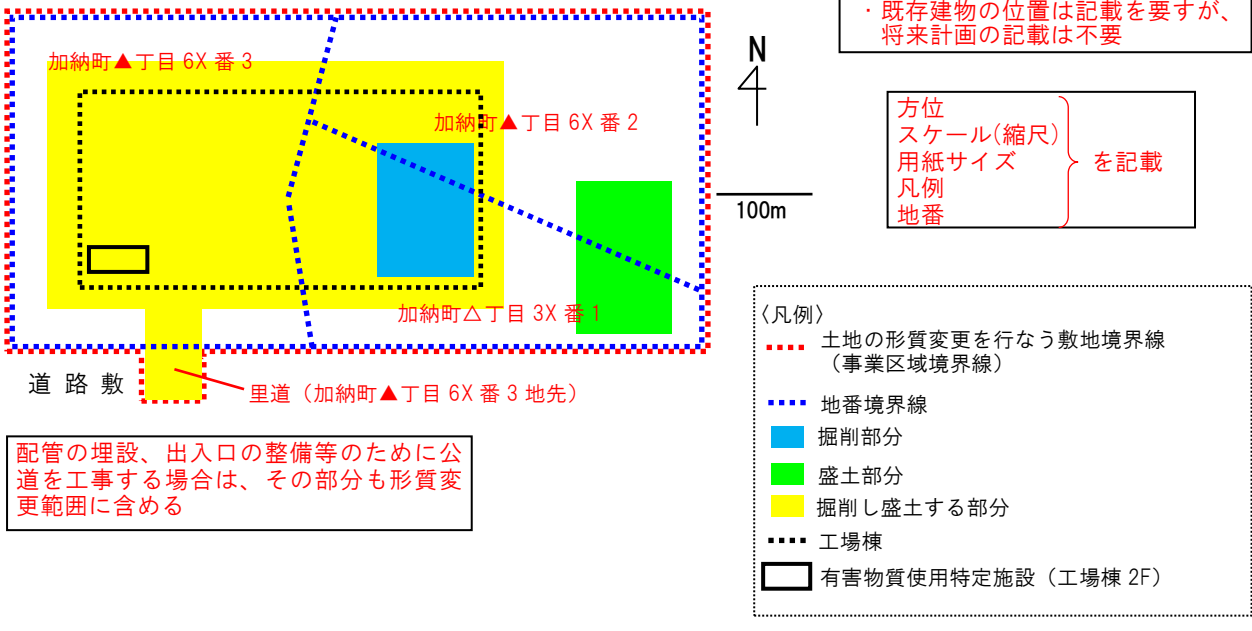 ・既存建物の位置は記載を要すが、
将来計画の記載は不要
加納町▲丁目 6X 番 3
N
加納町▲丁目 6X 番 2
方位
スケール(縮尺)
用紙サイズ
凡例
地番
を記載
100m
加納町△丁目 3X 番 1
道 路 敷
里道（加納町▲丁目 6X 番 3 地先）
配管の埋設、出入口の整備等のために公
道を工事する場合は、その部分も形質変
更範囲に含める
〈凡例〉
土地の形質変更を行なう敷地境界線
（事業区域境界線）
地番境界線
掘削部分
盛土部分
掘削し盛土する部分
工場棟
有害物質使用特定施設（工場棟 2F）